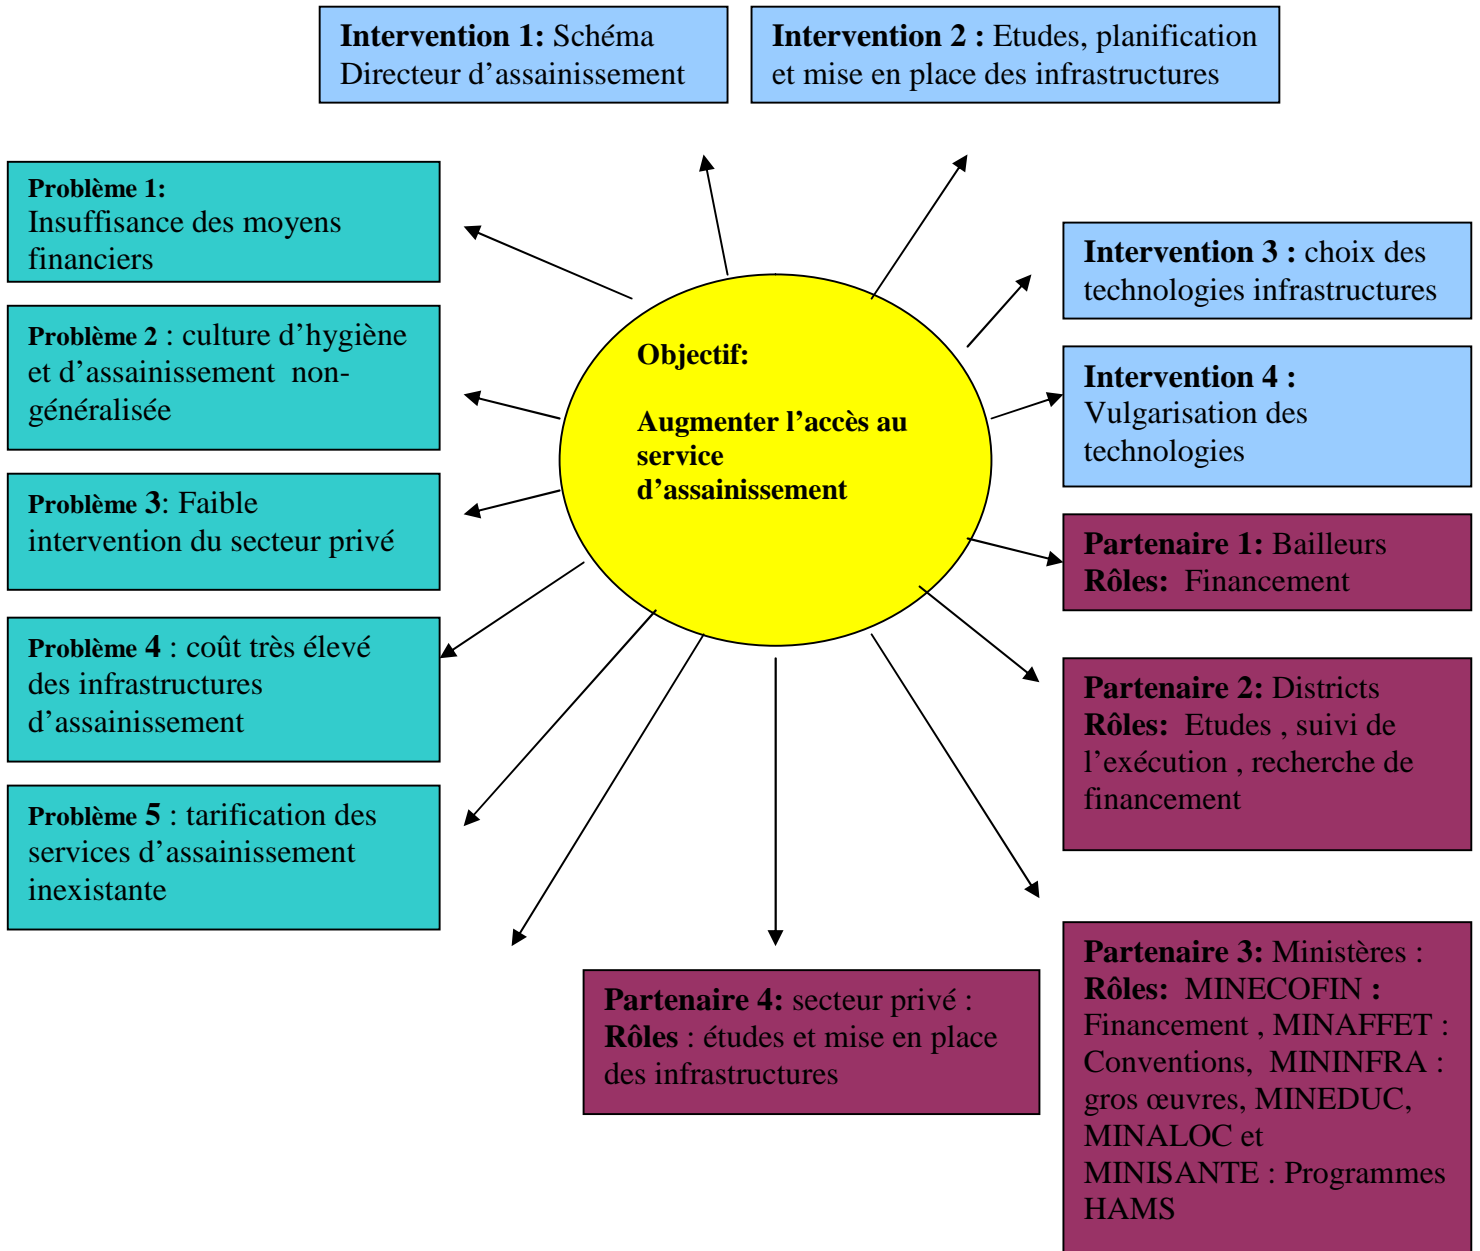 Intervention 1: Schéma
Directeur d’assainissement
Intervention 2 : Etudes, planification
et mise en place des infrastructures
Problème 1:
Insuffisance des moyens
financiers
Problème 2 : culture d’hygiène
et d’assainissement non-
généralisée
Problème 3: Faible
intervention du secteur privé
Problème 4 : coût très élevé
des infrastructures
d’assainissement
Problème 5 : tarification des
services d’assainissement
inexistante
Objectif:
Augmenter l’accès au
service
d’assainissement
Intervention 3 : choix des
technologies infrastructures
Intervention 4 :
Vulgarisation des
technologies
Partenaire 1: Bailleurs
Rôles: Financement
Partenaire 2: Districts
Rôles: Etudes , suivi de
l’exécution , recherche de
financement
Partenaire 3: Ministères :
Rôles: MINECOFIN :
Financement , MINAFFET :
Conventions, MININFRA :
gros œuvres, MINEDUC,
MINALOC et
MINISANTE : Programmes
HAMS
Partenaire 4: secteur privé :
Rôles : études et mise en place
des infrastructures